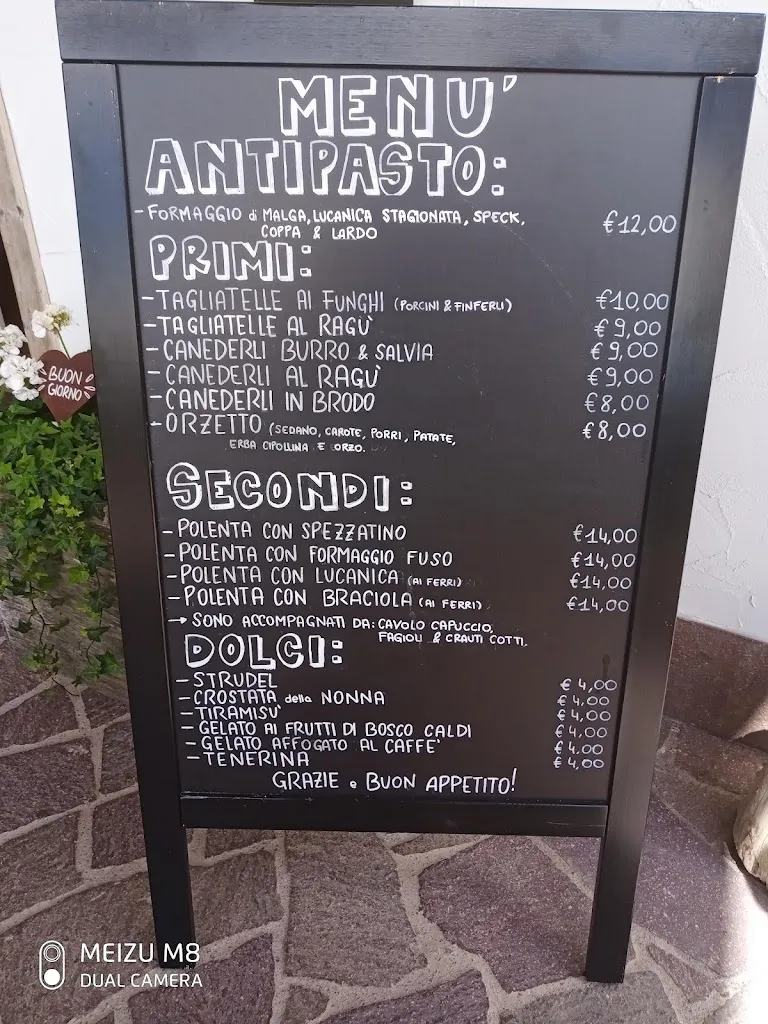 MENU'
ANTIPASTO:
- FORMAGGIO di MALGA, LUCANICA STAGIONATA, SPECK, €12,00
COPPA & LARDO
PRIMI:
- TAGLIATELLE AI FUNGHI (PORCINI & FINFERLI) €10,00
- TAGLIATELLE AL RAGÙ €9,00
- CANEDERLI BURRO & SALVIA €9,00
- CANEDERLI AL RAGÙ €9,00
- CANEDERLI IN BRODO €8,00
- ORZETTO (SEDANO, CAROTE, PORRI, PATATE, €8,00
ERBA CIPOLLINA E ORZO.
SECONDI:
- POLENTA CON SPEZZATINO €14,00
- POLENTA CON FORMAGGIO FUSO €14,00
- POLENTA CON LUCANICA (AI FERRI) €14,00
- POLENTA CON BRACIOLA (AI FERRI) €14,00
→ SONO ACCOMPAGNATI DA: CAVOLO CAPUCCIO,
FAGIOLI & CRAUTI COTTI.
DOLCI:
- STRUDEL €4,00
- CROSTATA della NONNA €4,00
- TIRAMISU' €4,00
- GELATO AI FRUTTI DI BOSCO CALDI €4,00
- GELATO AFFOGATO AL CAFFE' €4,00
- TENERINA €4,00
GRAZIE e BUON APPETITO!
BUON
GIORNO
MEIZU M8
DUAL CAMERA